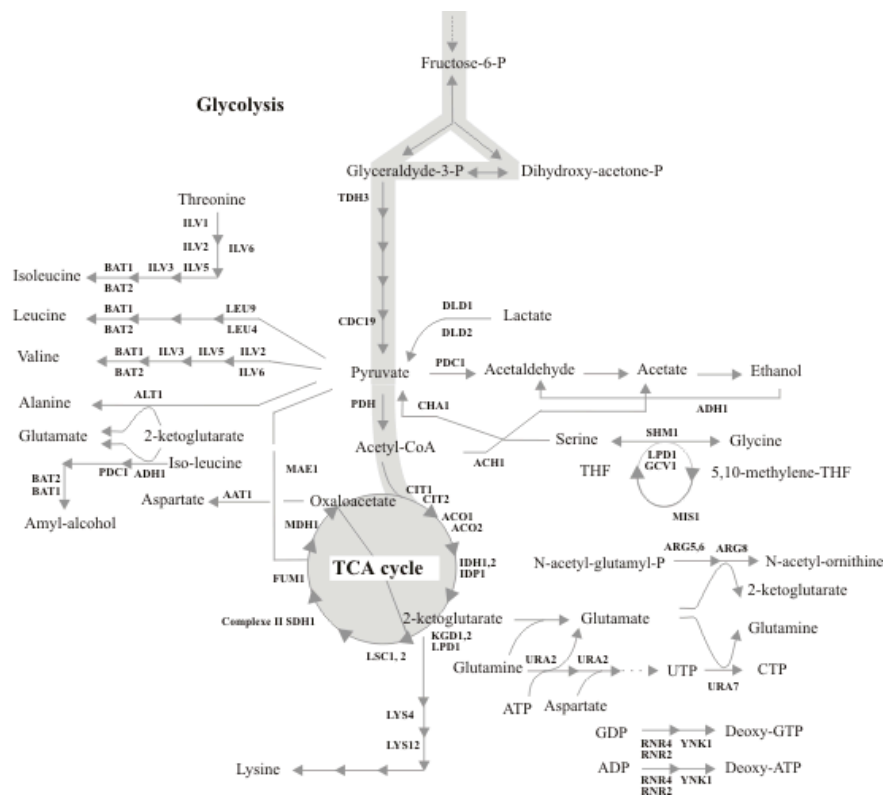 Fructose-6-P
Glycolysis
Glyceraldyde-3-P
Dihydroxy-acetone-P
TDH3
Threonine
ILV1
ILV2
ILV6
Isoleucine
BAT1
ILV3
ILV5
BAT2
Leucine
BAT1
LEU9
BAT2
LEU4
CDC19
DLD1
DLD2
Lactate
Valine
BAT1
ILV3
ILV5
ILV2
BAT2
ILV6
Pyruvate
PDC1
Acetaldehyde
Acetate
Ethanol
Alanine
ALT1
PDH
CHA1
ADH1
Glutamate
2-ketoglutarate
Acetyl-CoA
ACH1
Serine
SHM1
Glycine
LPD1
GCV1
THF
5,10-methylene-THF
MIS1
BAT2
BAT1
PDC1
ADH1
Iso-leucine
Amyl-alcohol
MAE1
Aspartate
AAT1
Oxaloacetate
CIT1
CIT2
ACO1
ACO2
MDH1
TCA cycle
IDH1,2
IDP1
FUM1
Complexe II SDH1
2-ketoglutarate
KGD1,2
LPD1
LSC1, 2
N-acetyl-glutamyl-P
ARG5,6
ARG8
N-acetyl-ornithine
2-ketoglutarate
Glutamate
Glutamine
Glutamine
URA2
URA2
UTP
URA7
CTP
ATP
Aspartate
LYS4
LYS12
Lysine
GDP
RNR4
RNR2
YNK1
Deoxy-GTP
ADP
RNR4
RNR2
YNK1
Deoxy-ATP